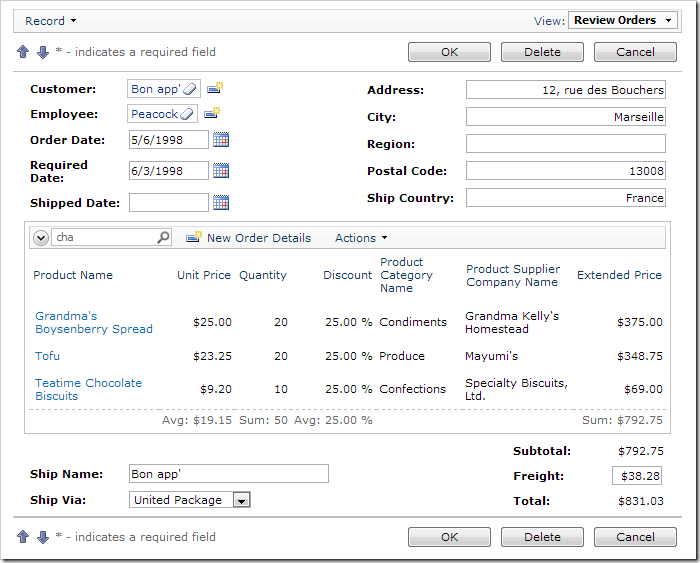 Record View: Review Orders
* - indicates a required field OK Delete Cancel
Customer: Bon app' Address: 12, rue des Bouchers
Employee: Peacock City: Marseille
Order Date: 5/6/1998 Region:
Required
Date: 6/3/1998 Postal Code: 13008
Shipped Date: Ship Country: France
cha New Order Details Actions
Product Name Unit Price Quantity Discount Product
Category
Name Product Supplier
Company Name Extended Price
Grandma's
Boysenberry Spread $25.00 20 25.00 % Condiments Grandma Kelly's
Homestead $375.00
Tofu $23.25 20 25.00 % Produce Mayumi's $348.75
Teatime Chocolate
Biscuits $9.20 10 25.00 % Confections Specialty Biscuits,
Ltd. $69.00
Avg: $19.15 Sum: 50 Avg: 25.00 % Sum: $792.75
Subtotal: $792.75
Ship Name: Bon app' Freight: $38.28
Ship Via: United Package Total: $831.03
* - indicates a required field OK Delete Cancel